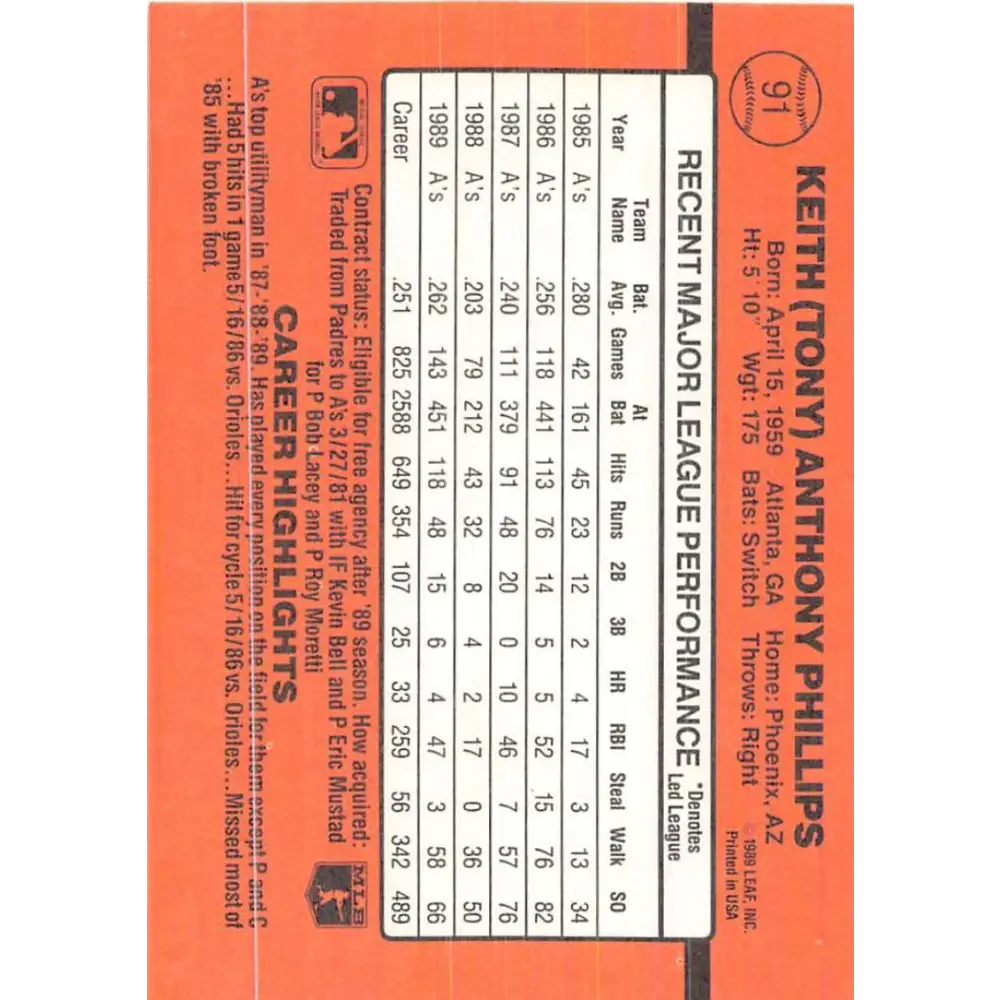 91
KEITH (TONY) ANTHONY PHILLIPS
Born: April 15, 1959 Atlanta, GA Home: Phoenix, AZ
Ht: 5'10" Wgt: 175 Bats: Switch Throws: Right
© 1989 LEAF, INC.
Printed in USA
RECENT MAJOR LEAGUE PERFORMANCE *Denotes
Led League
Year Team Name Bat. Avg. Games At Bat Hits Runs 2B 3B HR RBI Steal Walk SO
1985 A's .280 42 161 45 23 12 2 4 17 3 13 34
1986 A's .256 118 441 113 76 14 5 5 52 15 76 82
1987 A's .240 111 379 91 48 20 0 10 46 7 57 76
1988 A's .203 79 212 43 32 8 4 2 17 0 36 50
1989 A's .262 143 451 118 48 15 6 4 47 3 58 66
Career .251 825 2588 649 354 107 25 33 259 56 342 489
Contract status: Eligible for free agency after '89 season. How acquired:
Traded from Padres to A's 3/27/81 with IF Kevin Bell and P Eric Mustad
for P Bob Lacey and P Roy Moretti
MLB
CAREER HIGHLIGHTS
A's top utilityman in '87-'88-'89. Has played every position on the field for them except P and C
...Had 5 hits in 1 game 5/16/86 vs. Orioles...Hit for cycle 5/16/86 vs. Orioles...Missed most of
'85 with broken foot.